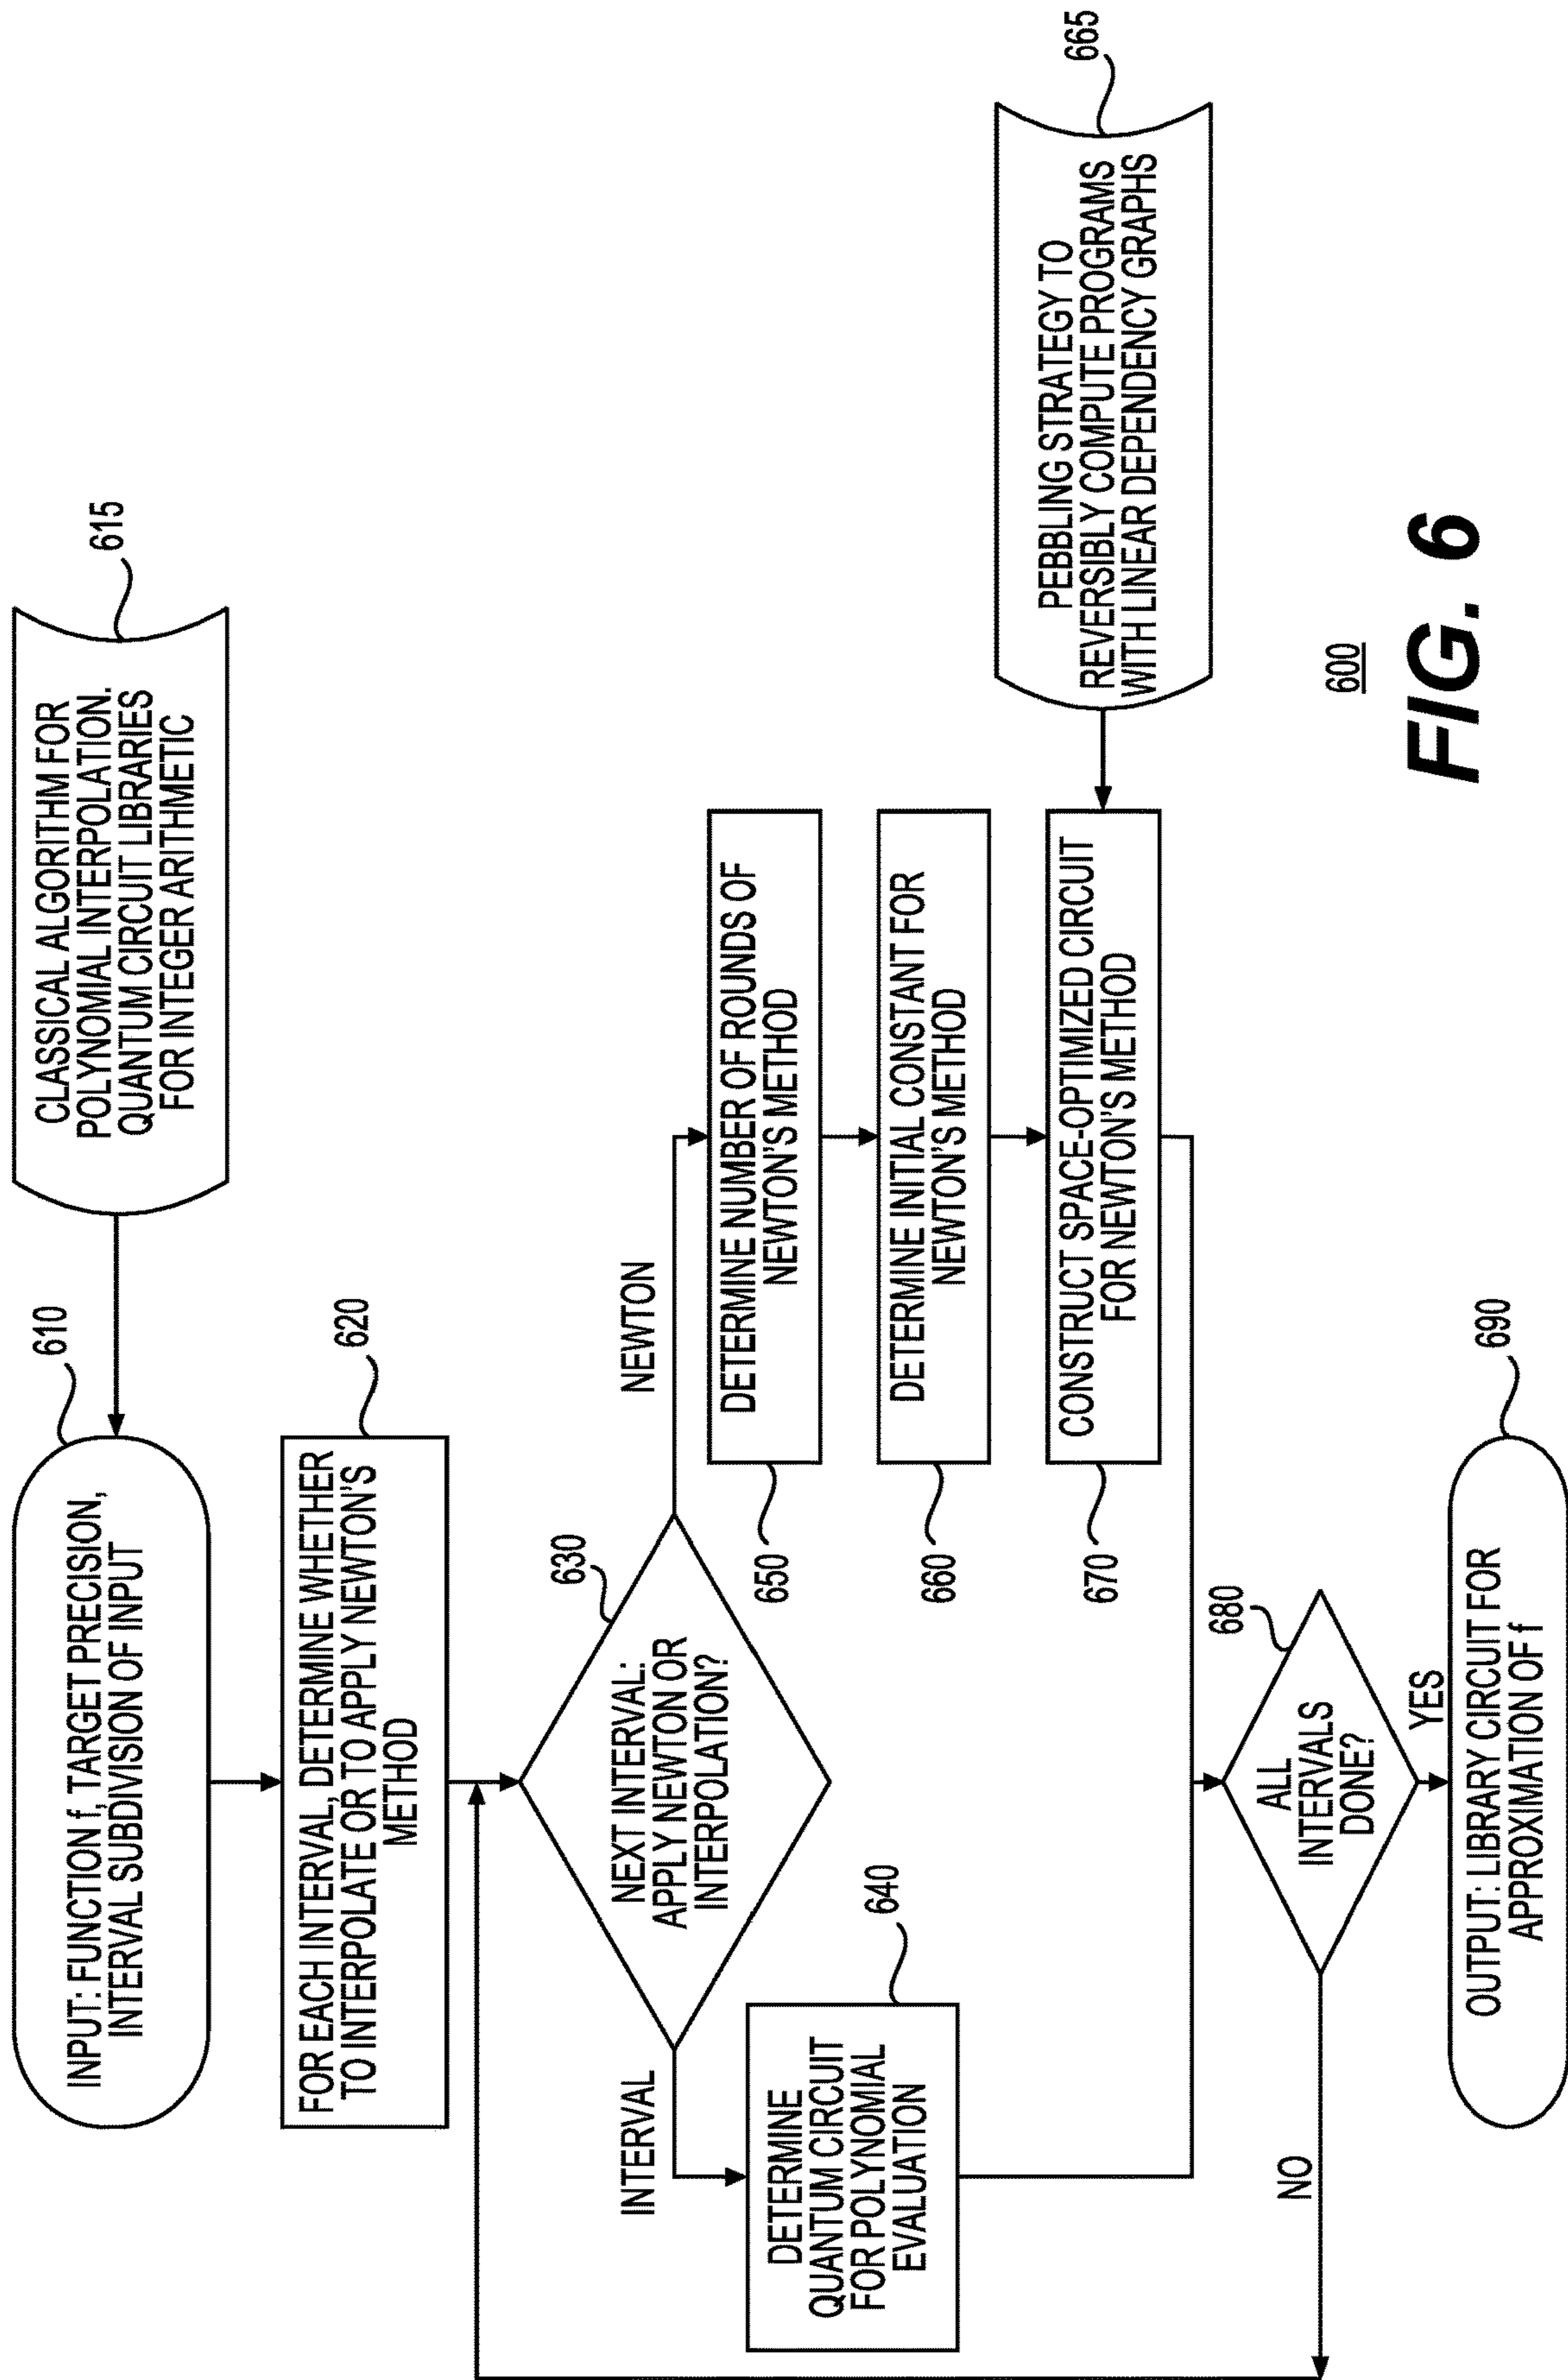 CLASSICAL ALGORITHM FOR
POLYNOMIAL INTERPOLATION.
QUANTUM CIRCUIT LIBRARIES
FOR INTEGER ARITHMETIC
615
INPUT: FUNCTION f, TARGET PRECISION,
INTERVAL SUBDIVISION OF INPUT
610
FOR EACH INTERVAL, DETERMINE WHETHER
TO INTERPOLATE OR TO APPLY NEWTON'S
METHOD
620
NEXT INTERVAL:
APPLY NEWTON OR
INTERPOLATION?
630
INTERVAL
NEWTON
DETERMINE
QUANTUM CIRCUIT
FOR POLYNOMIAL
EVALUATION
640
DETERMINE NUMBER OF ROUNDS OF
NEWTON'S METHOD
650
DETERMINE INITIAL CONSTANT FOR
NEWTON'S METHOD
660
PEBBLING STRATEGY TO
REVERSIBLY COMPUTE PROGRAMS
WITH LINEAR DEPENDENCY GRAPHS
665
CONSTRUCT SPACE-OPTIMIZED CIRCUIT
FOR NEWTON'S METHOD
670
ALL
INTERVALS
DONE?
680
NO
YES
OUTPUT: LIBRARY CIRCUIT FOR
APPROXIMATION OF f
690
600
FIG. 6